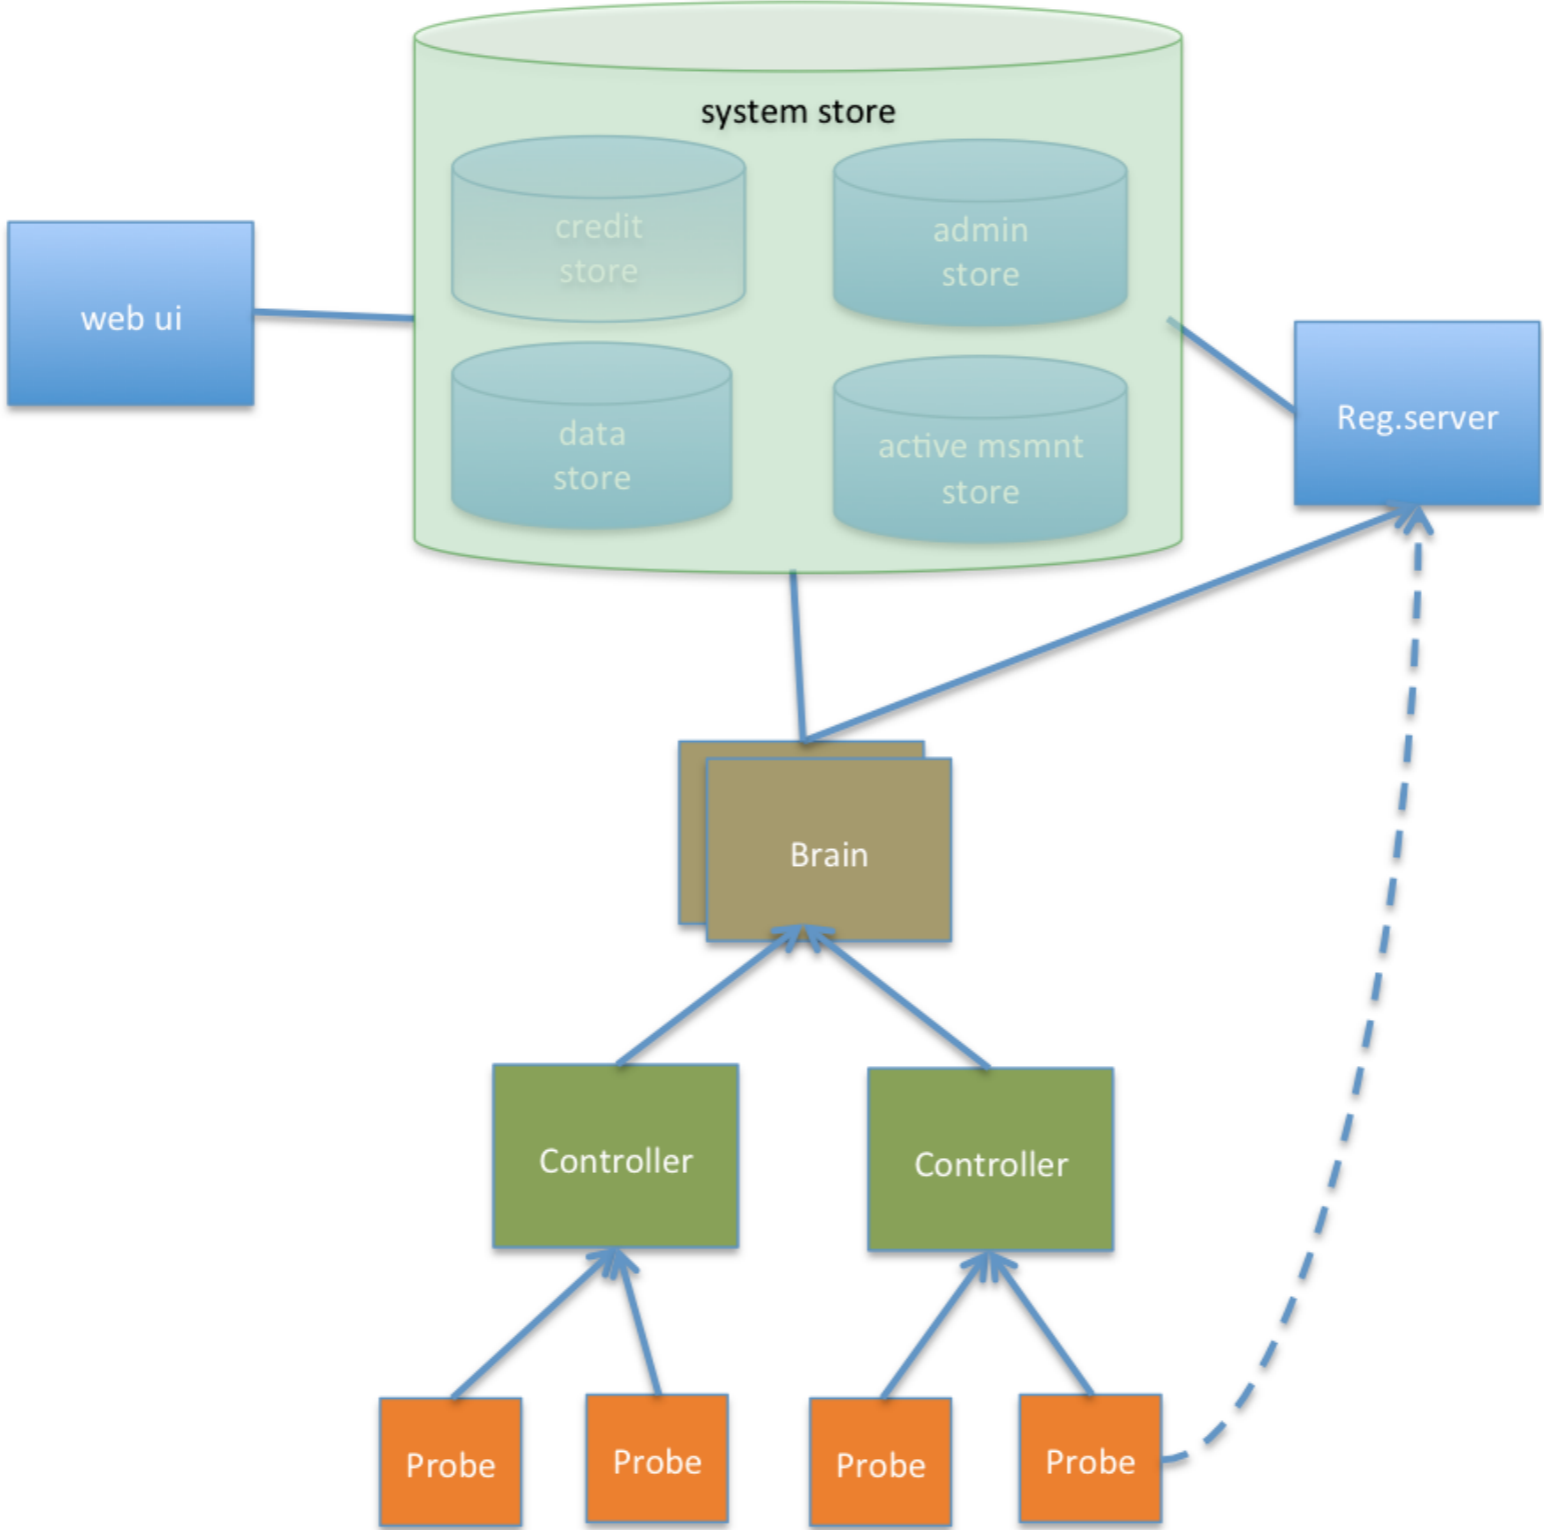 system store
credit
store
admin
store
web ui
data
store
active msmnt
store
Reg.server
Brain
Controller
Controller
Probe
Probe
Probe
Probe